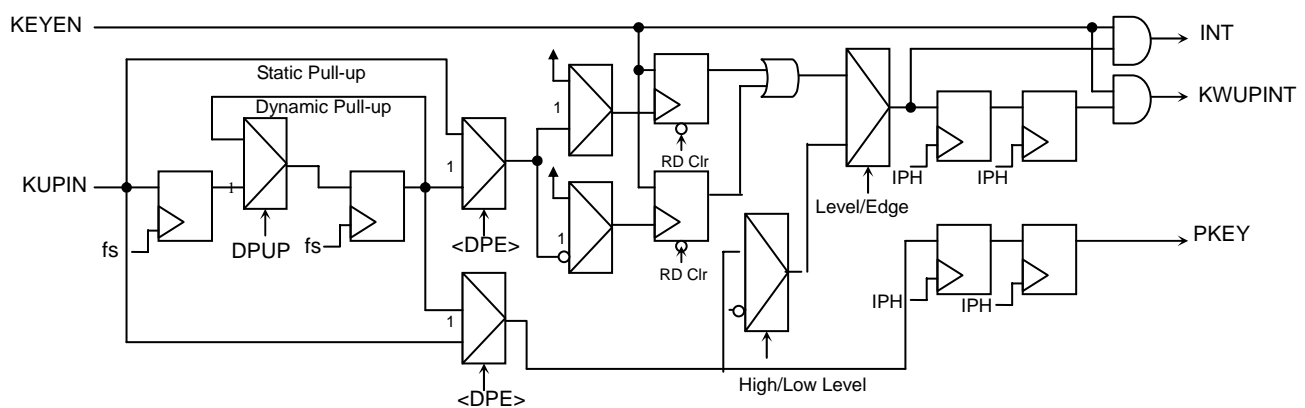 KEYEN
INT
Static Pull-up
Dynamic Pull-up
1
KWUPINT
1
RD Clr
IPH
IPH
KUPIN
1
1
Level/Edge
fs
DPUP
fs
<DPE>
1
RD Clr
PKEY
1
IPH
IPH
High/Low Level
<DPE>